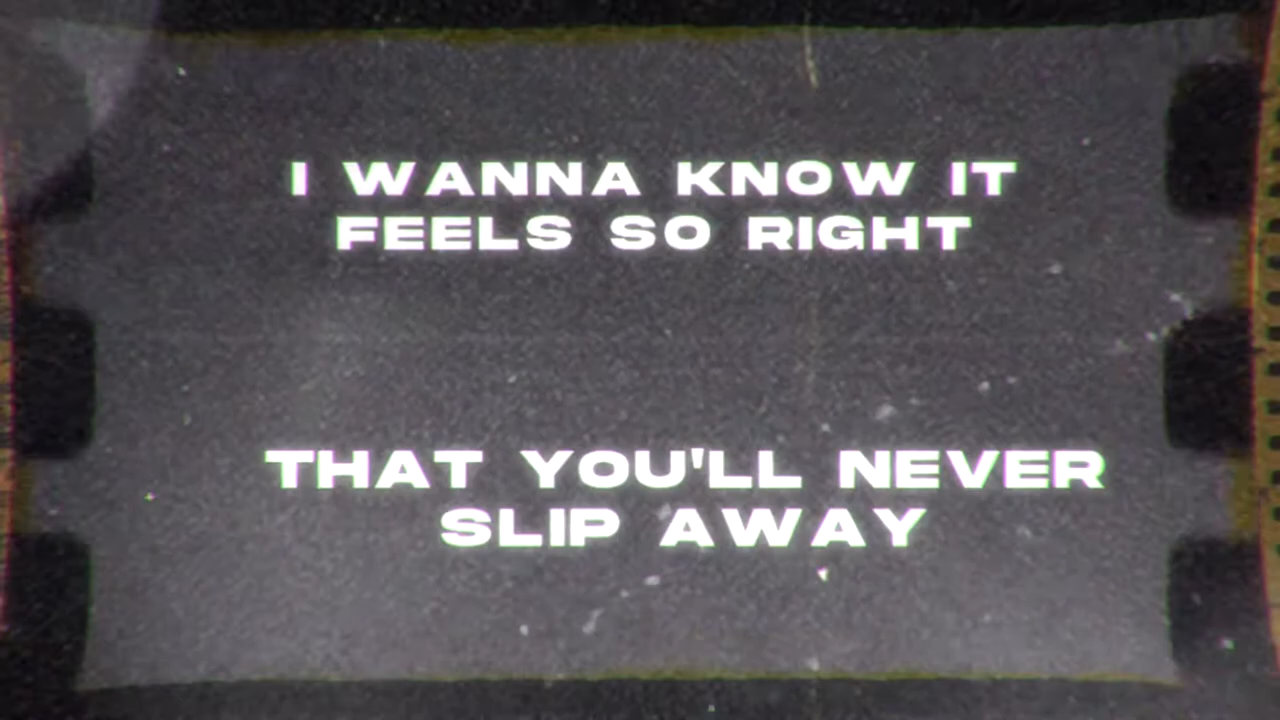 I WANNA KNOW IT
FEELS SO RIGHT
THAT YOU'LL NEVER
SLIP AWAY